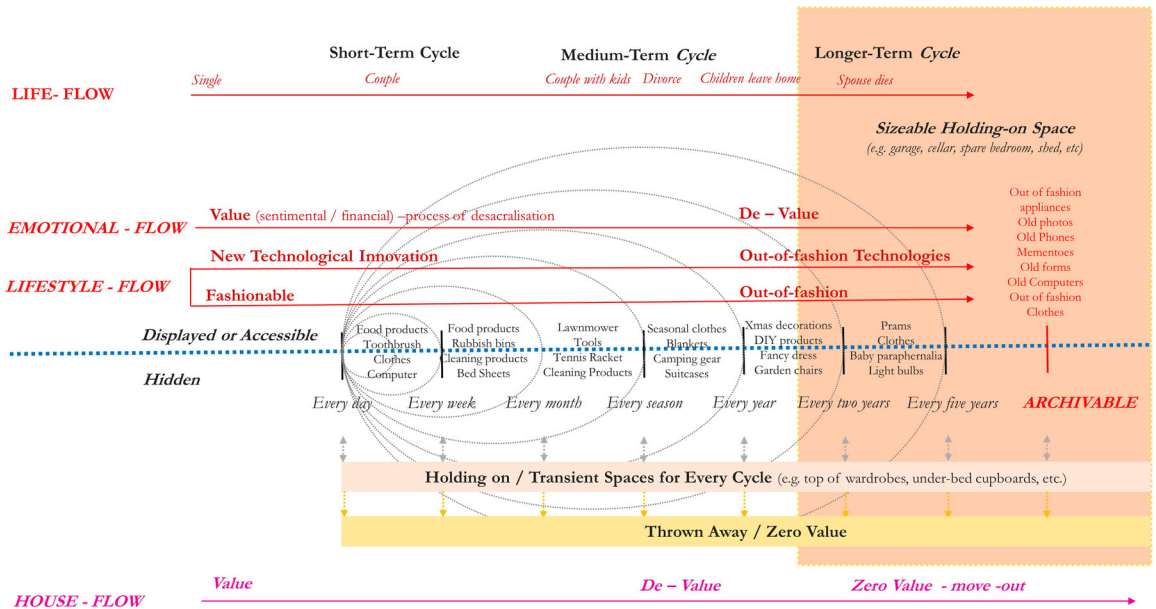 Short-Term Cycle
Medium-Term Cycle
Longer-Term Cycle
Single
Couple
Couple with kids
Divorce
Children leave home
Spouse dies
LIFE- FLOW
Sizeable Holding-on Space
(e.g. garage, cellar, spare bedroom, shed, etc)
EMOTIONAL - FLOW
Value (sentimental / financial) –process of desacralisation
De – Value
LIFESTYLE - FLOW
New Technological Innovation
Out-of-fashion Technologies
Fashionable
Out-of-fashion
Out of fashion
appliances
Old photos
Old Phones
Mementoes
Old forms
Old Computers
Out of fashion
Clothes
Displayed or Accessible
Hidden
Food products
Toothbrush
Clothes
Computer
Food products
Rubbish bins
Cleaning products
Bed Sheets
Lawnmower
Tools
Tennis Racket
Cleaning Products
Seasonal clothes
Blankets
Camping gear
Suitcases
Xmas decorations
DIY products
Fancy dress
Garden chairs
Prams
Clothes
Baby paraphernalia
Light bulbs
Every day
Every week
Every month
Every season
Every year
Every two years
Every five years
ARCHIVABLE
Holding on / Transient Spaces for Every Cycle (e.g. top of wardrobes, under-bed cupboards, etc.)
Thrown Away / Zero Value
HOUSE - FLOW
Value
De – Value
Zero Value - move -out